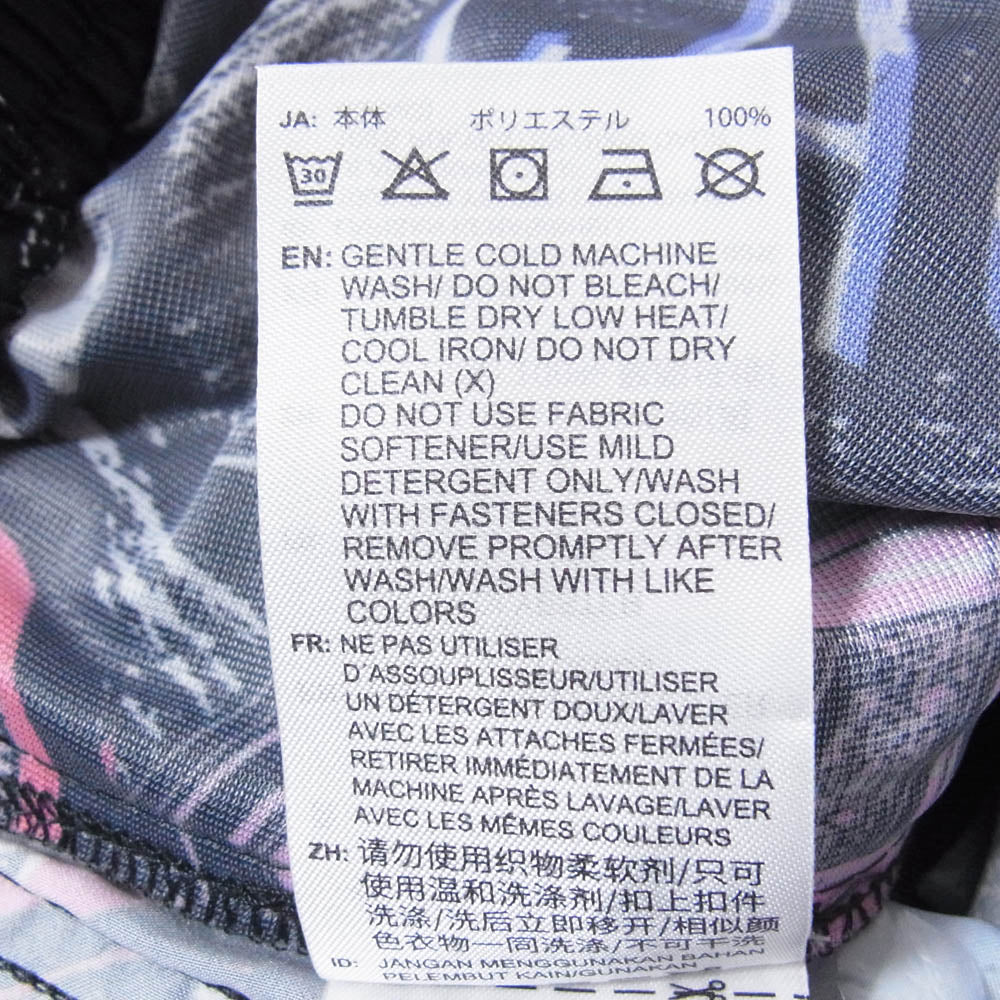 JA: 本体 ポリエステル 100%
30
EN: GENTLE COLD MACHINE
WASH/ DO NOT BLEACH/
TUMBLE DRY LOW HEAT/
COOL IRON/ DO NOT DRY
CLEAN (X)
DO NOT USE FABRIC
SOFTENER/USE MILD
DETERGENT ONLY/WASH
WITH FASTENERS CLOSED/
REMOVE PROMPTLY AFTER
WASH/WASH WITH LIKE
COLORS
FR: NE PAS UTILISER
D'ASSOUPLISSEUR/UTILISER
UN DÉTERGENT DOUX/LAVER
AVEC LES ATTACHES FERMÉES/
RETIRER IMMÉDIATEMENT DE LA
MACHINE APRÈS LAVAGE/LAVER
AVEC LES MÊMES COULEURS
ZH: 请勿使用织物柔软剂/只可
使用温和洗涤剂/扣上扣件
洗涤/洗后立即移开/相似颜
色衣物一同洗涤/不可干洗
ID: JANGAN MENGGUNAKAN BAHAN
PELEMBUT KAIN/GUNAKAN